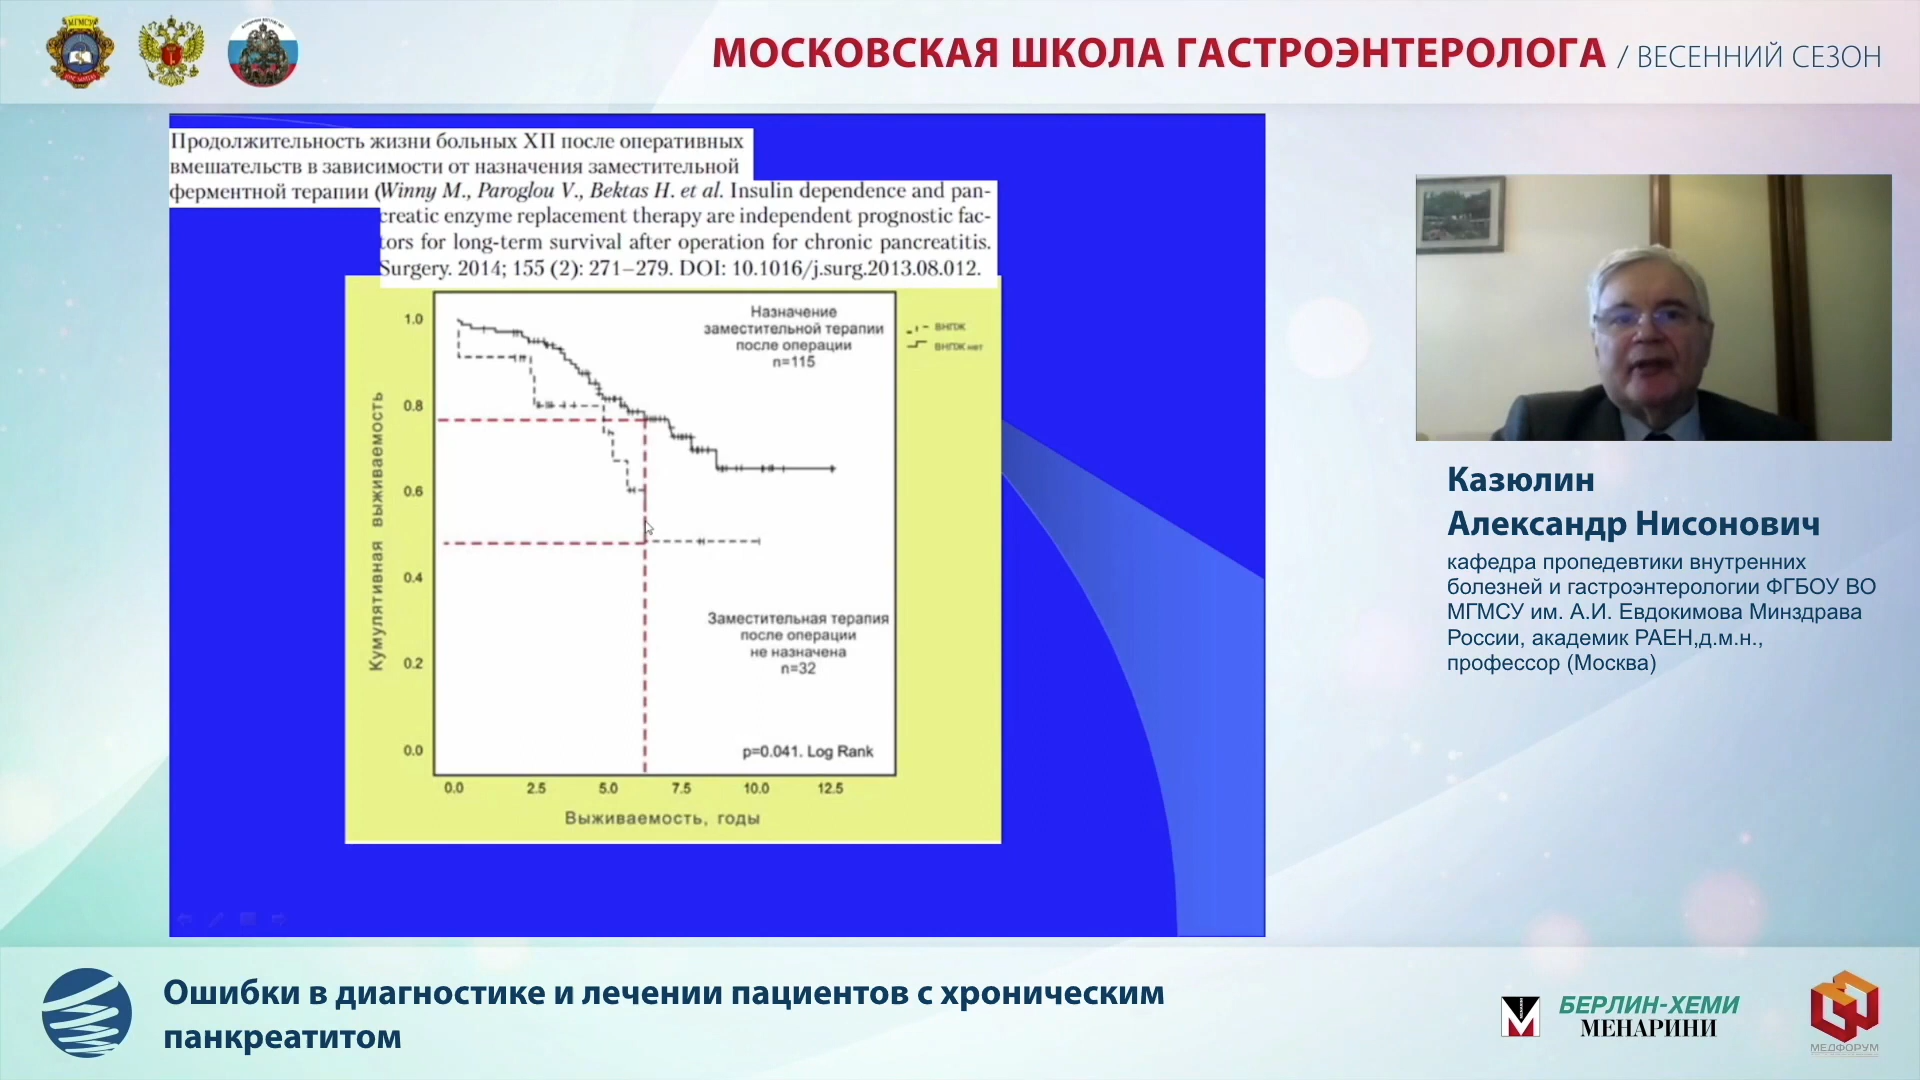 МГМСУ
МОСКОВСКАЯ ШКОЛА ГАСТРОЭНТЕРОЛОГА / ВЕСЕННИЙ СЕЗОН
Продолжительность жизни больных ХП после оперативных
вмешательств в зависимости от назначения заместительной
ферментной терапии (Winny M., Paroglou V., Bektas H. et al. Insulin dependence and pan-
creatic enzyme replacement therapy are independent prognostic fac-
tors for long-term survival after operation for chronic pancreatitis.
Surgery. 2014; 155 (2): 271–279. DOI: 10.1016/j.surg.2013.08.012.
Кумулятивная выживаемость
1.0
0.8
0.6
0.4
0.2
0.0
Назначение
заместительной терапии
после операции
n=115
ВНПЖ
ВНПЖ нет
Заместительная терапия
после операции
не назначена
n=32
p=0.041. Log Rank
0.0 2.5 5.0 7.5 10.0 12.5
Выживаемость, годы
Казюлин
Александр Нисонович
кафедра пропедевтики внутренних
болезней и гастроэнтерологии ФГБОУ ВО
МГМСУ им. А.И. Евдокимова Минздрава
России, академик РАЕН,д.м.н.,
профессор (Москва)
Ошибки в диагностике и лечении пациентов с хроническим
панкреатитом
БЕРЛИН-ХЕМИ
МЕНАРИНИ
МЕДФОРУМ